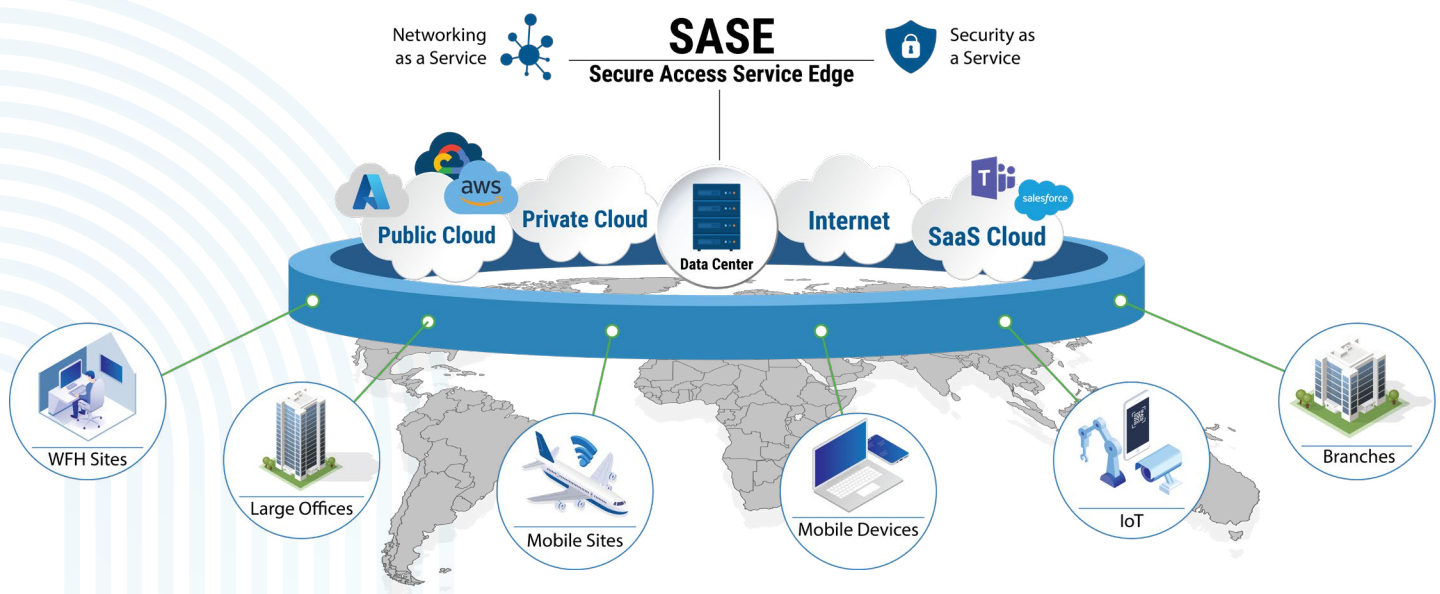 Networking
as a Service
SASE
Secure Access Service Edge
Security as
a Service
aws
Public Cloud
Private Cloud
Data Center
Internet
T
salesforce
SaaS Cloud
WFH Sites
Large Offices
Mobile Sites
Mobile Devices
IoT
Branches